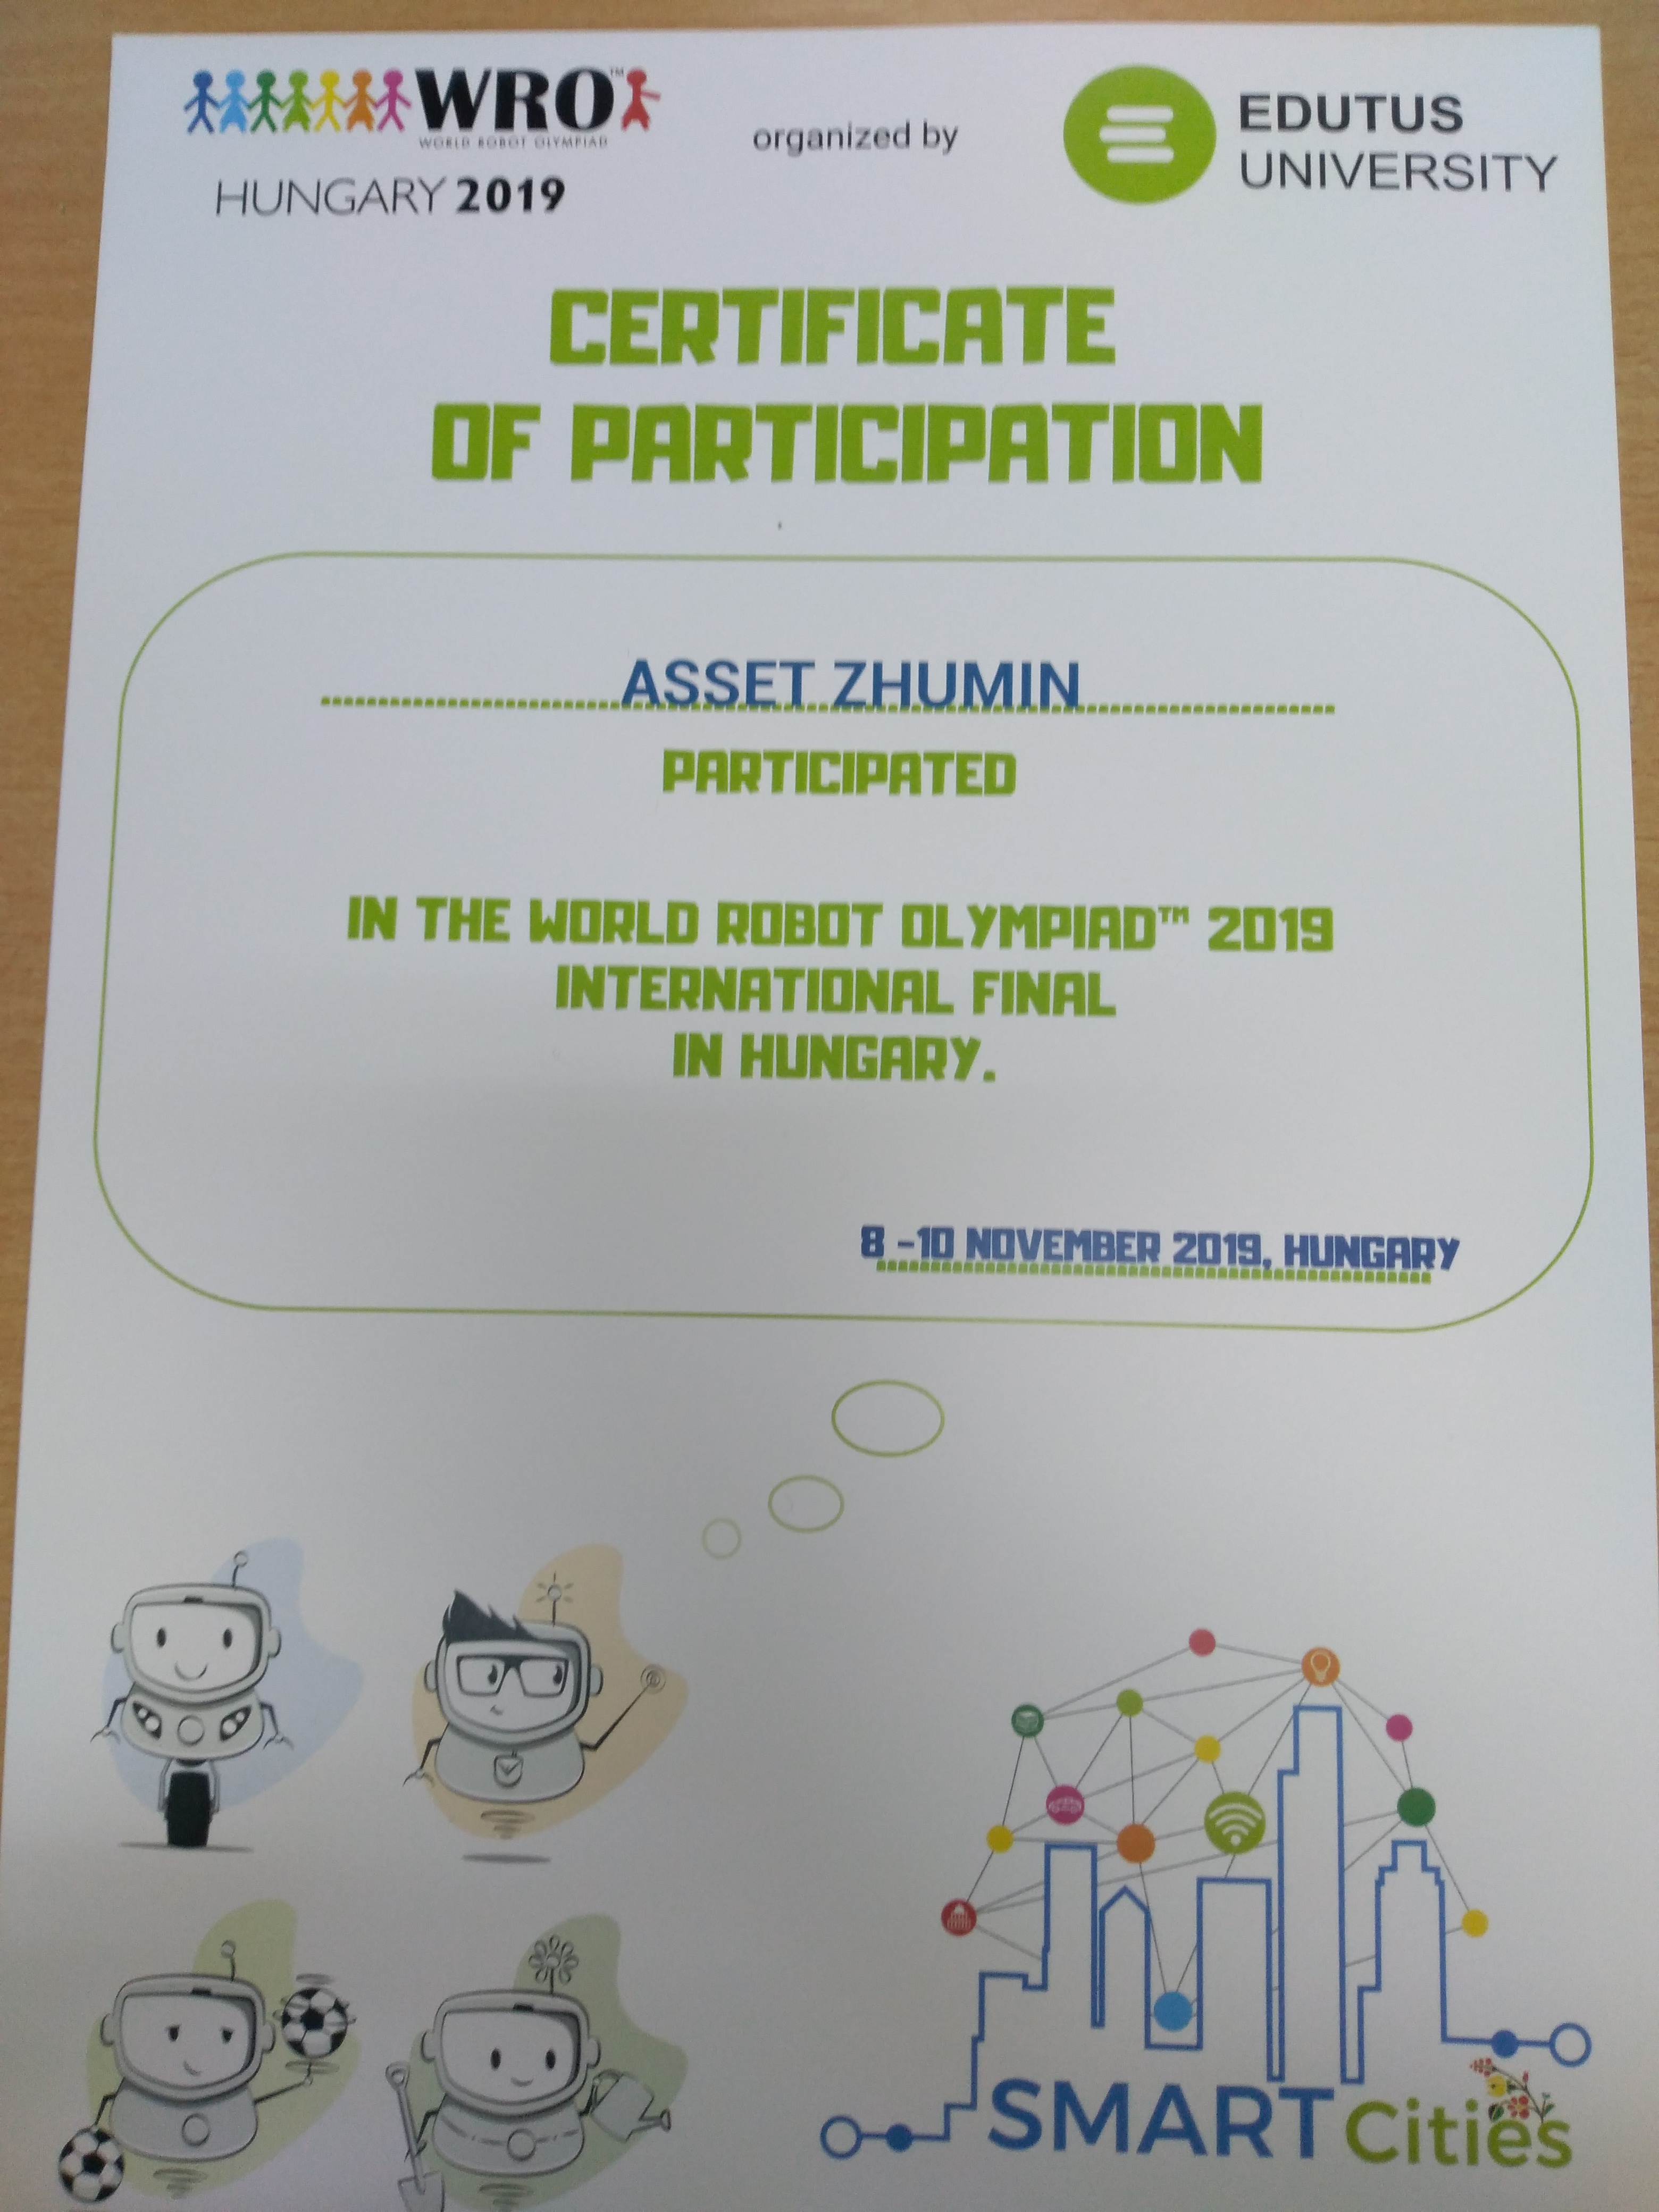 WRO™
WORLD ROBOT OLYMPIAD
HUNGARY 2019
organized by
EDUTUS
UNIVERSITY
CERTIFICATE
OF PARTICIPATION
ASSET ZHUMIN
PARTICIPATED
IN THE WORLD ROBOT OLYMPIAD™ 2019
INTERNATIONAL FINAL
IN HUNGARY.
8 -10 NOVEMBER 2019, HUNGARY
SMART Cities